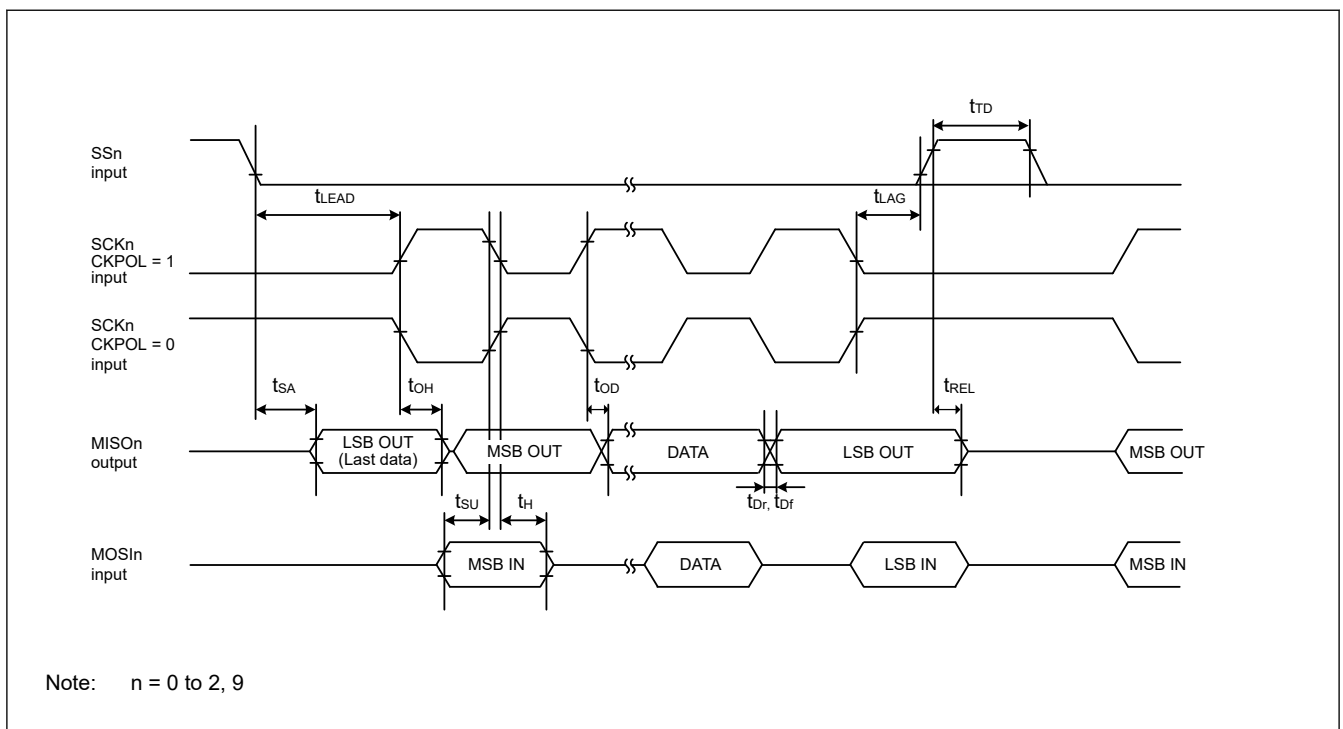 tTD
SSn
input
tLEAD
tLAG
SCKn
CKPOL = 1
input
SCKn
CKPOL = 0
input
tSA
tOH
tOD
tREL
MISOn
output
LSB OUT
(Last data)
MSB OUT
DATA
LSB OUT
MSB OUT
tSU
tH
tDr, tDf
MOSIn
input
MSB IN
DATA
LSB IN
MSB IN
Note: n = 0 to 2, 9